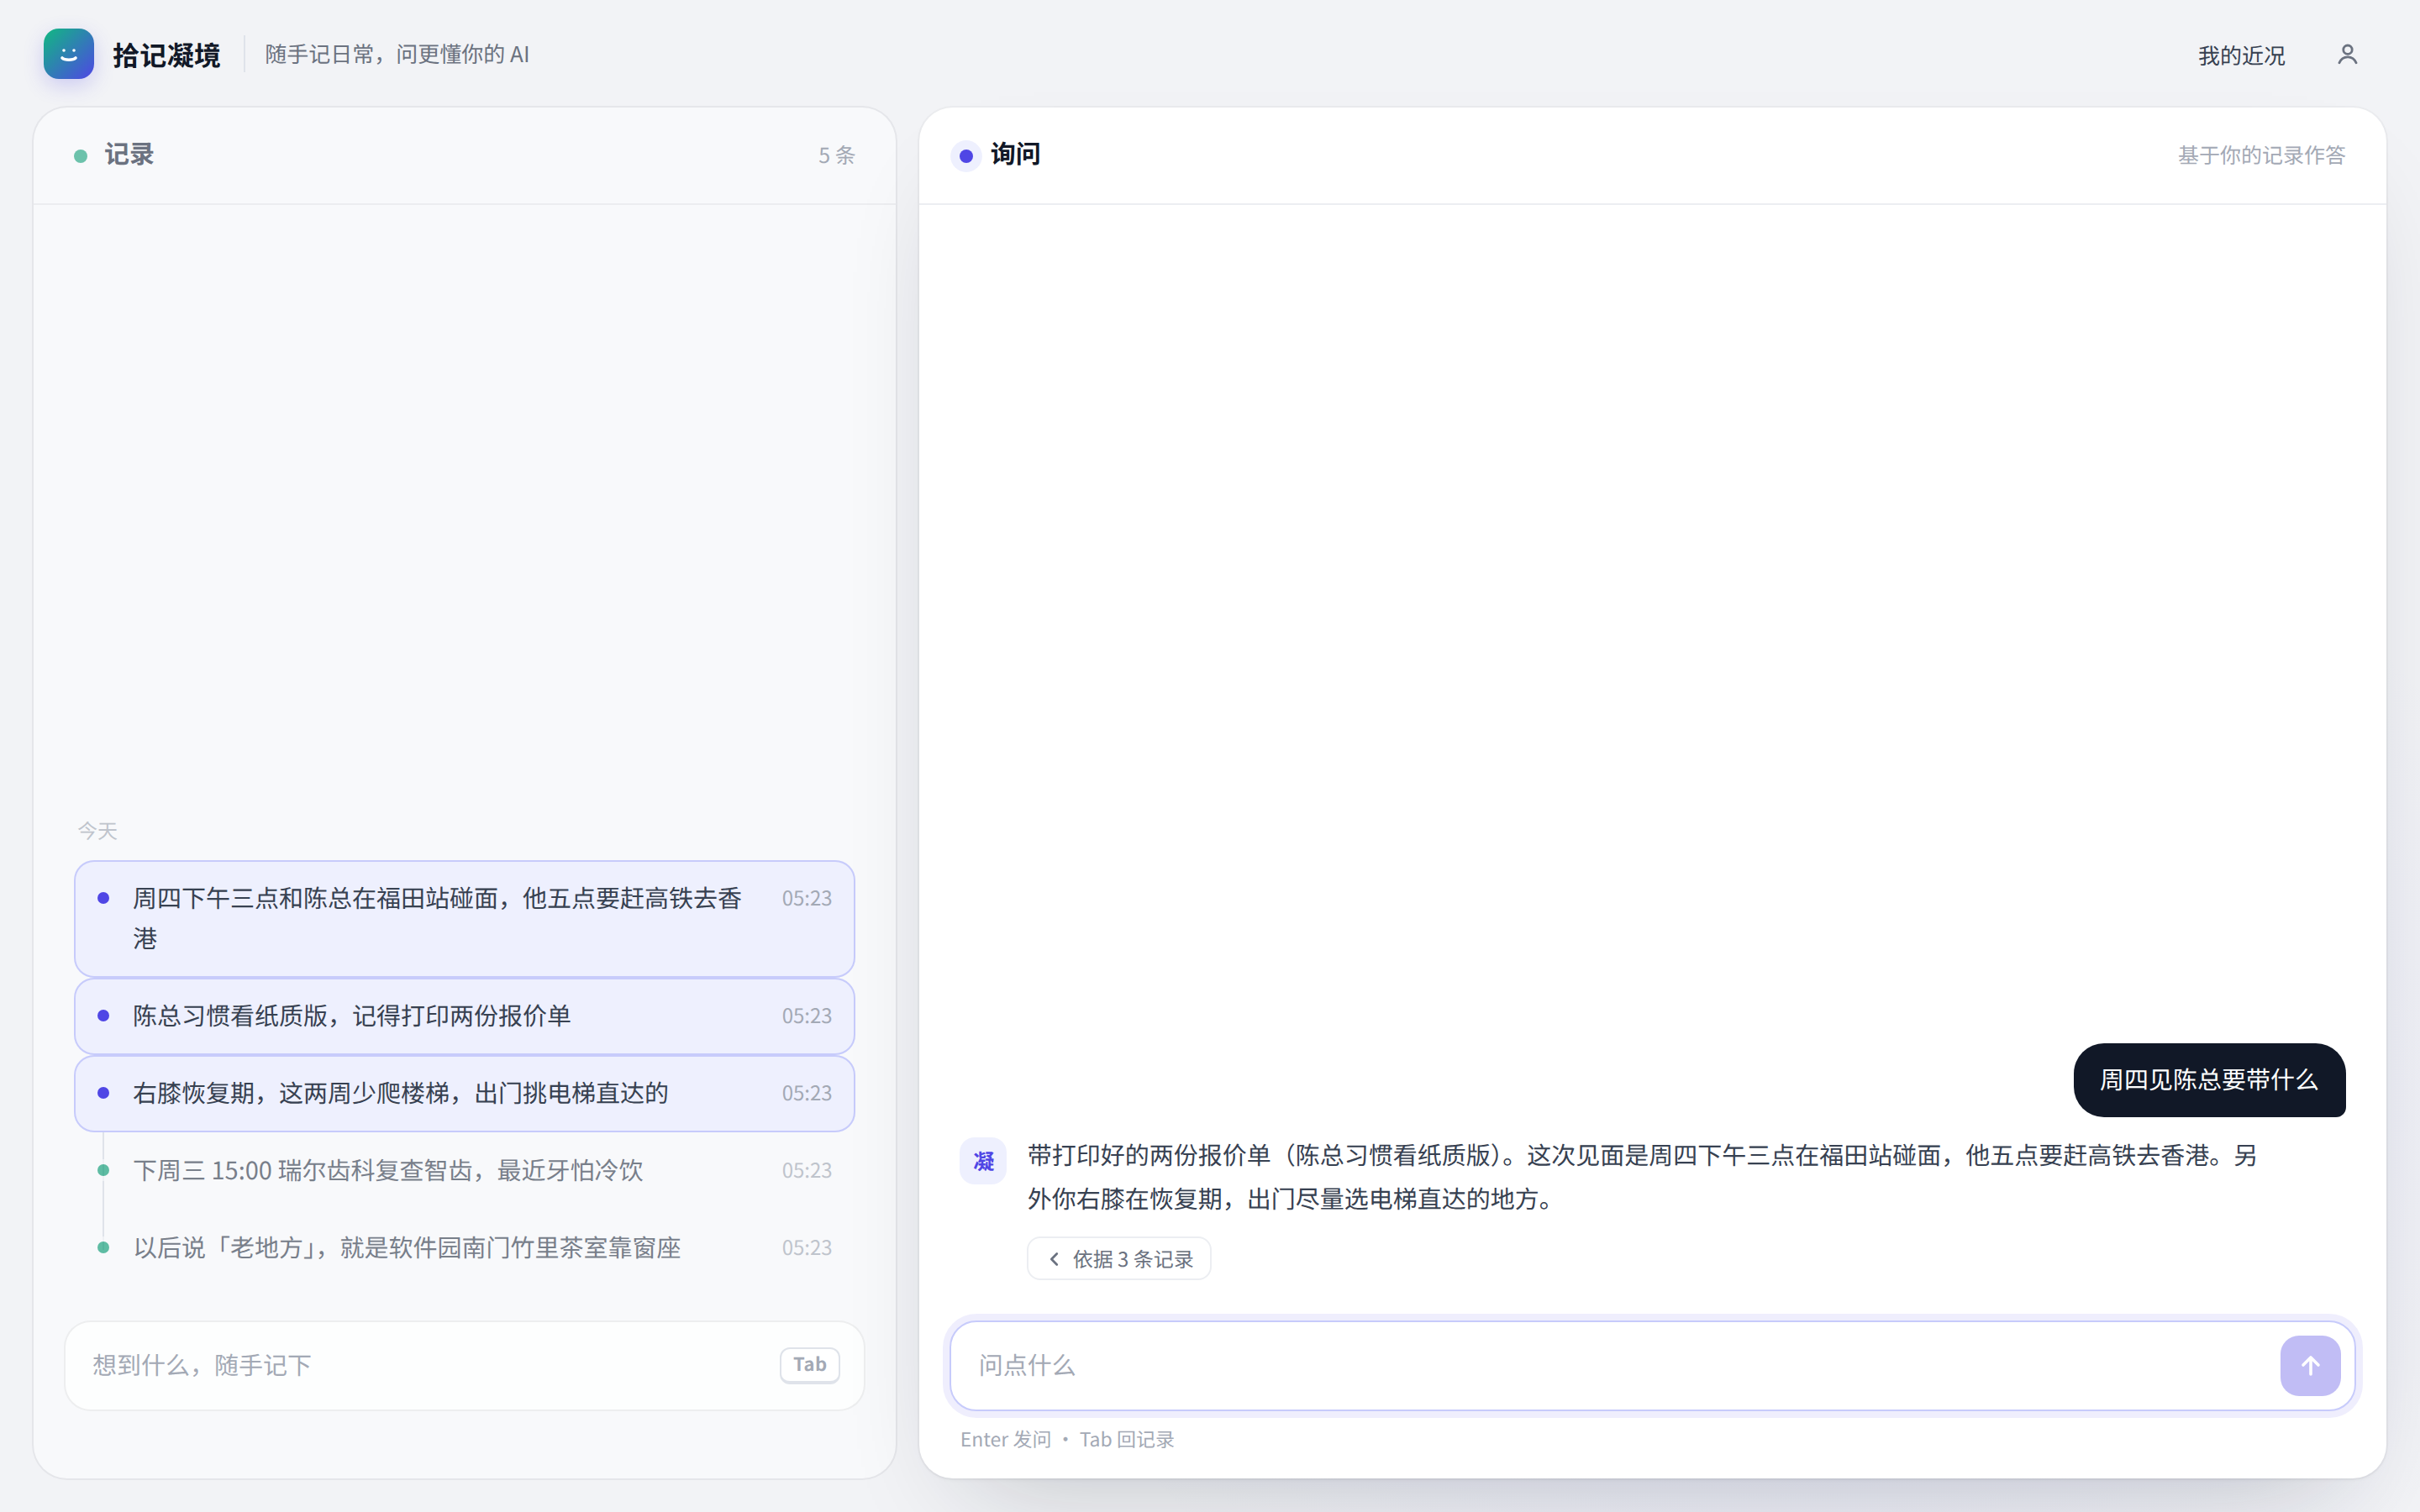 拾记凝境
随手记日常，问更懂你的 AI
我的近况
记录
5 条
今天
周四下午三点和陈总在福田站碰面，他五点要赶高铁去香
港
05:23
陈总习惯看纸质版，记得打印两份报价单
05:23
右膝恢复期，这两周少爬楼梯，出门挑电梯直达的
05:23
下周三 15:00 瑞尔齿科复查智齿，最近牙怕冷饮
05:23
以后说「老地方」，就是软件园南门竹里茶室靠窗座
05:23
想到什么，随手记下
Tab
询问
基于你的记录作答
周四见陈总要带什么
凝
带打印好的两份报价单（陈总习惯看纸质版）。这次见面是周四下午三点在福田站碰面，他五点要赶高铁去香港。另
外你右膝在恢复期，出门尽量选电梯直达的地方。
依据 3 条记录
问点什么
Enter 发问 · Tab 回记录